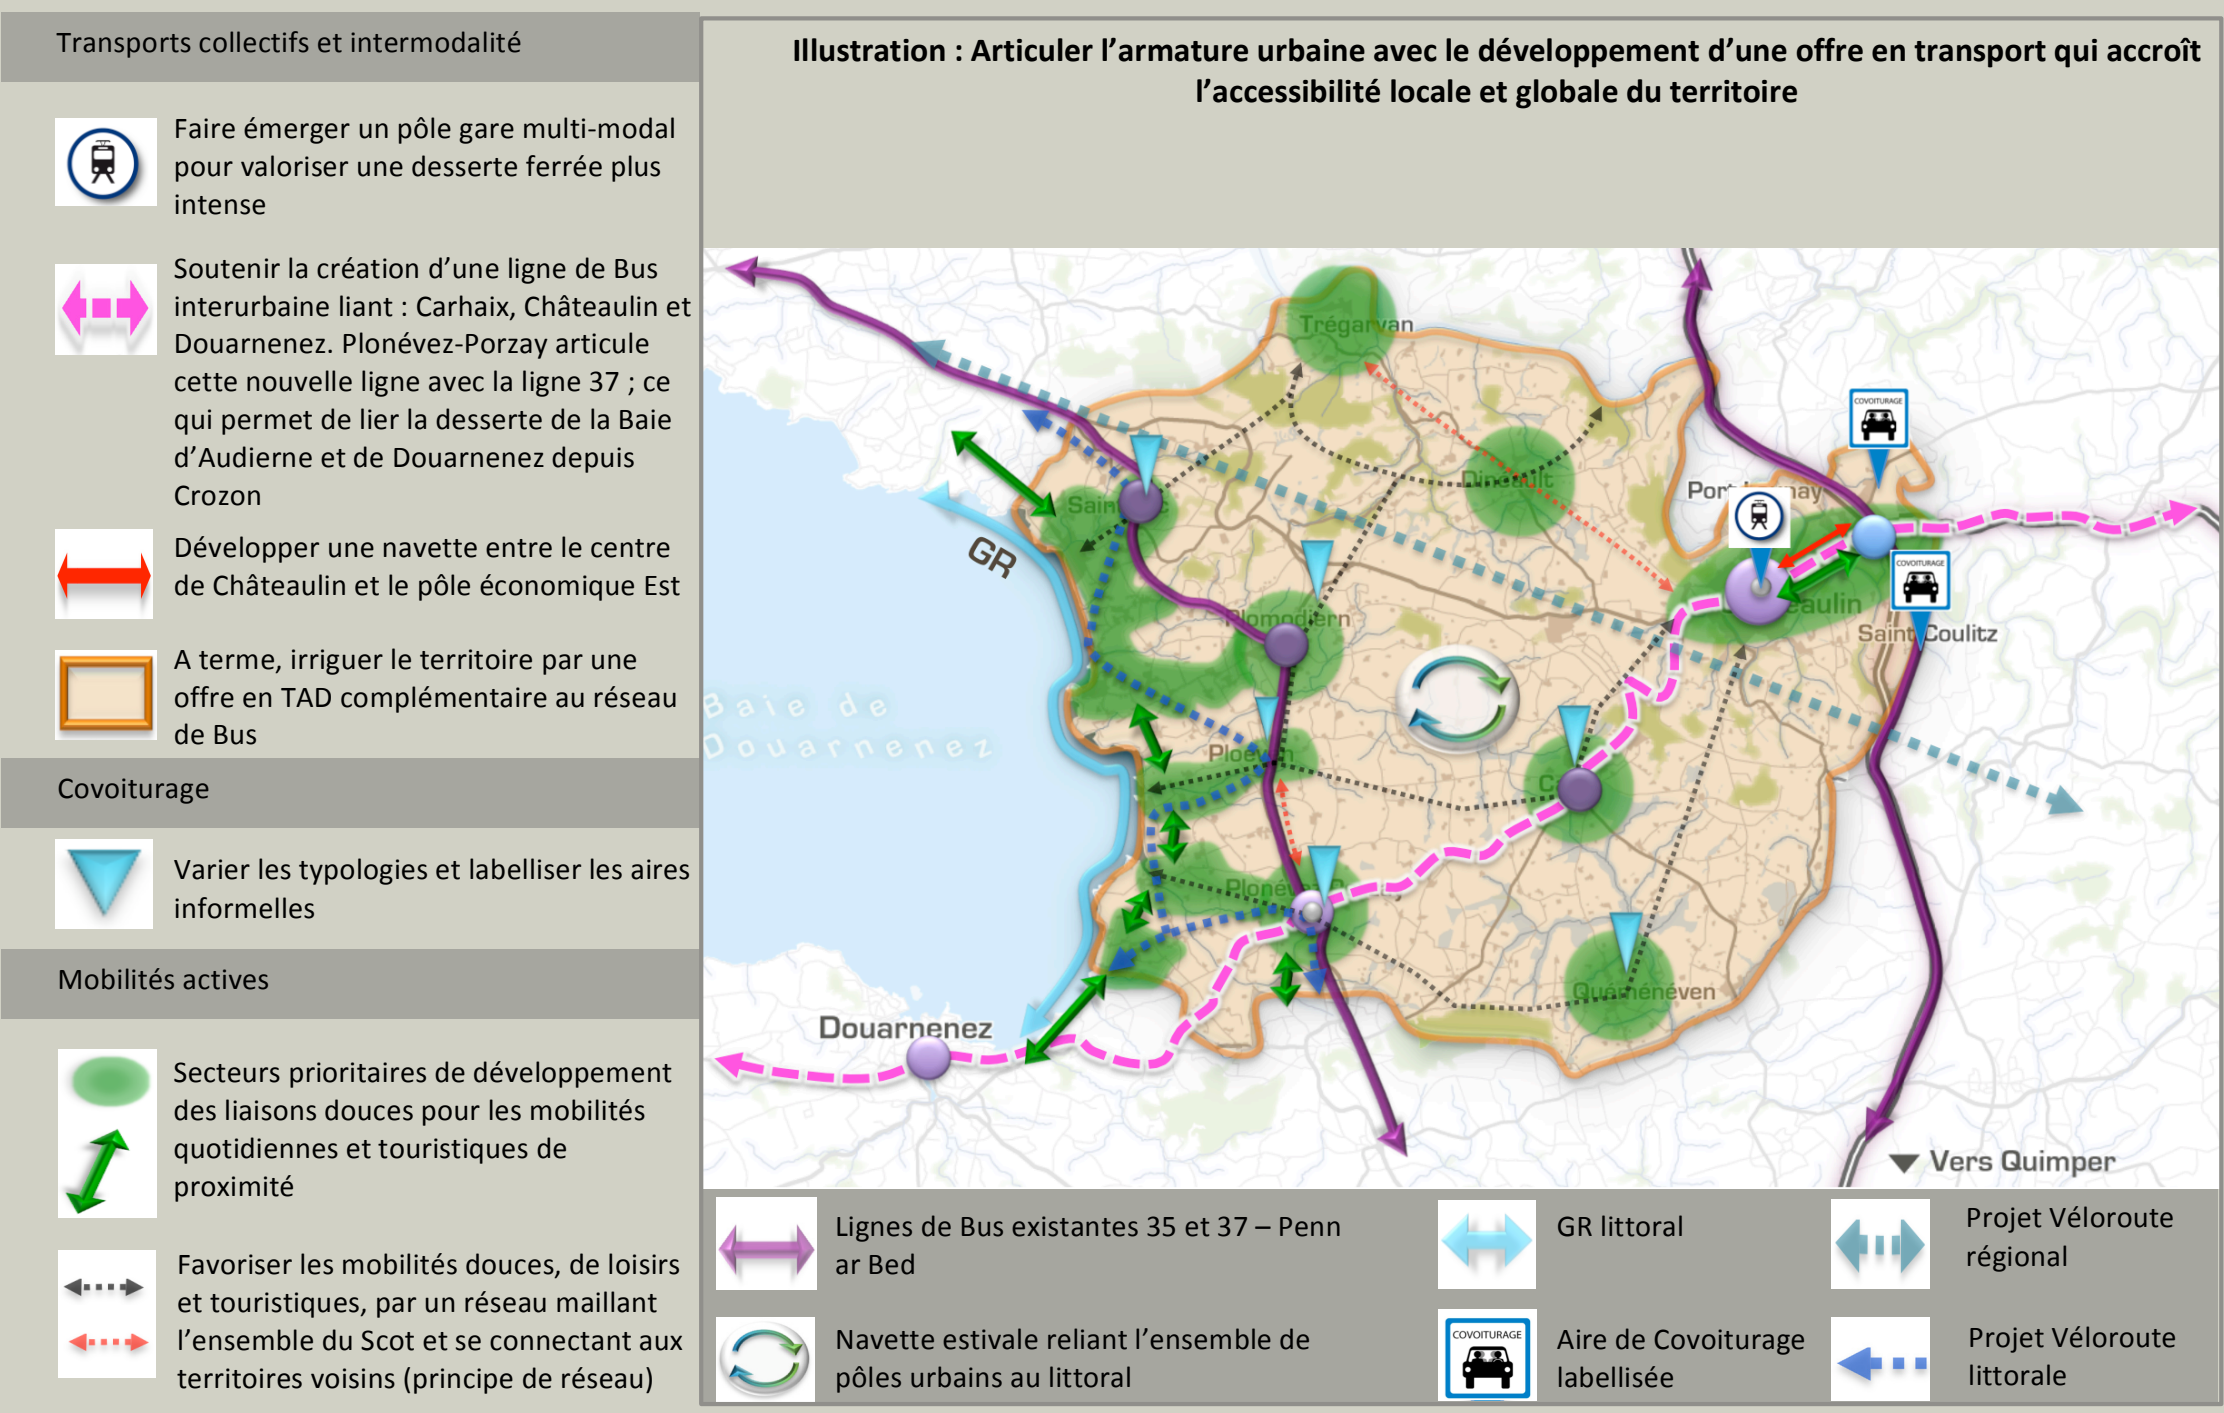 Transports collectifs et intermodalité
Faire émerger un pôle gare multi-modal
pour valoriser une desserte ferrée plus
intense
Soutenir la création d’une ligne de Bus
interurbaine liant : Carhaix, Châteaulin et
Douarnenez. Plonévez-Porzay articule
cette nouvelle ligne avec la ligne 37 ; ce
qui permet de lier la desserte de la Baie
d’Audierne et de Douarnenez depuis
Crozon
Développer une navette entre le centre
de Châteaulin et le pôle économique Est
A terme, irriguer le territoire par une
offre en TAD complémentaire au réseau
de Bus
Covoiturage
Varier les typologies et labelliser les aires
informelles
Mobilités actives
Secteurs prioritaires de développement
des liaisons douces pour les mobilités
quotidiennes et touristiques de
proximité
Favoriser les mobilités douces, de loisirs
et touristiques, par un réseau maillant
l’ensemble du Scot et se connectant aux
territoires voisins (principe de réseau)
Illustration : Articuler l’armature urbaine avec le développement d’une offre en transport qui accroît
l’accessibilité locale et globale du territoire
Trégarvan
COVOITURAGE
Dinéault
GR
COVOITURAGE
Plomodiern
Saint Coulitz
Baie de
Douarnenez
Quéménéven
Douarnenez
Vers Quimper
Lignes de Bus existantes 35 et 37 – Penn
ar Bed
GR littoral
Projet Véloroute
régional
Navette estivale reliant l’ensemble de
pôles urbains au littoral
COVOITURAGE
Aire de Covoiturage
labellisée
Projet Véloroute
littorale